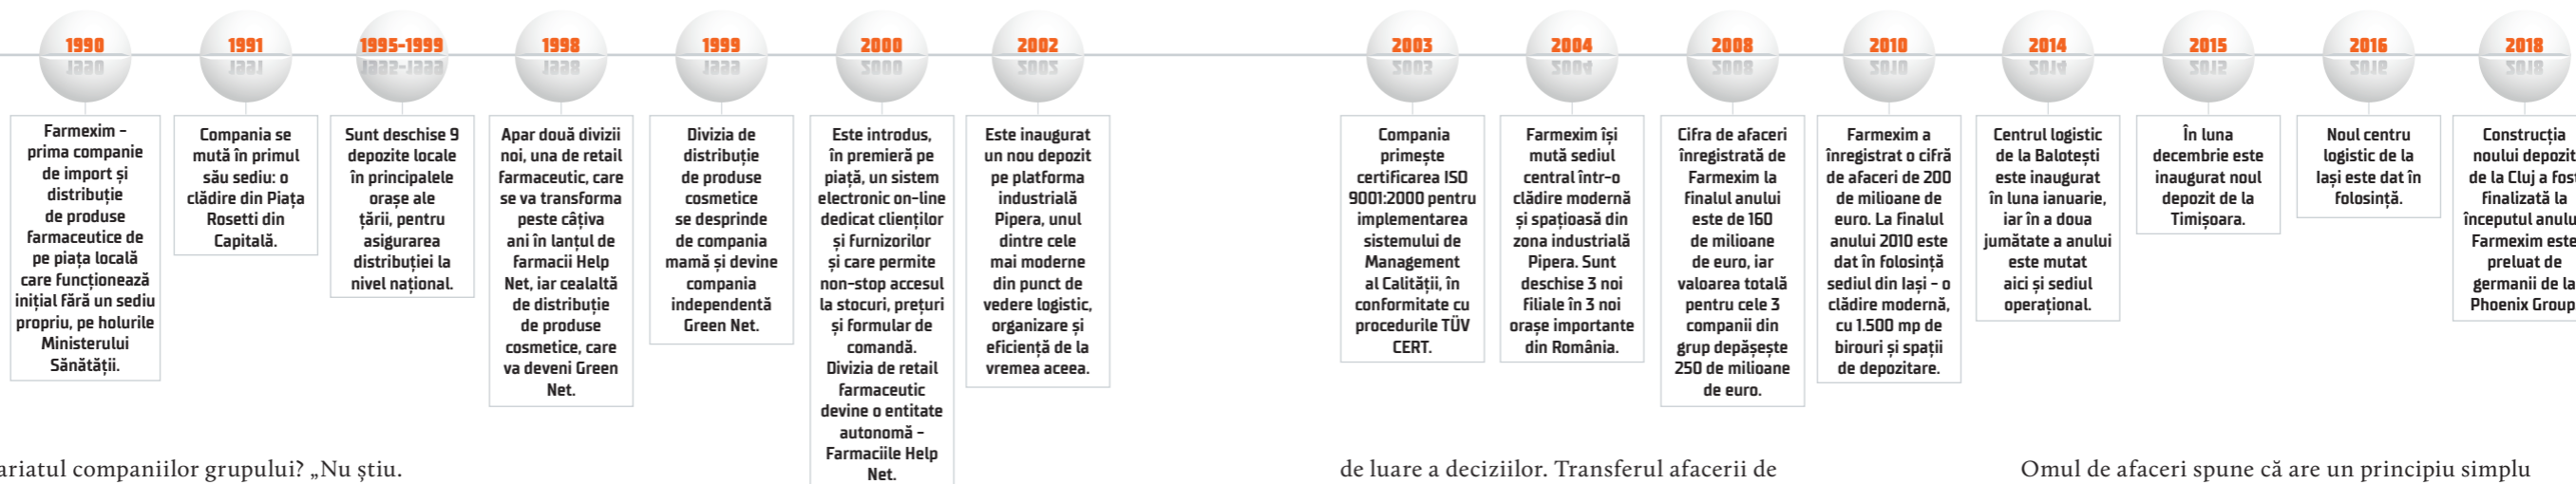 1990
Farmexim -
prima companie
de import și
distribuție
de produse
farmaceutice de
pe piața locală
care funcționează
inițial fără un sediu
propriu, pe holurile
Ministerului
Sănătății.
1991
Compania se
mută în primul
său sediu: o
clădire din Piața
Rosetti din
Capitală.
1995-1999
Sunt deschise 9
depozite locale
în principalele
orașe ale
țării, pentru
asigurarea
distribuției la
nivel național.
1998
Apar două divizii
noi, una de retail
farmaceutic, care
se va transforma
peste câțiva
ani în lanțul de
farmacii Help
Net, iar cealaltă
de distribuție
de produse
cosmetice, care
va deveni Green
Net.
1999
Divizia de
distribuție
de produse
cosmetice
se desprinde
de compania
mamă și devine
compania
independentă
Green Net.
2000
Este introdus,
în premieră pe
piață, un sistem
electronic on-line
dedicat clienților
și furnizorilor
și care permite
non-stop accesul
la stocuri, prețuri
și formular de
comandă.
Divizia de retail
farmaceutic
devine o entitate
autonomă -
Farmaciile Help
Net.
2002
Este inaugurat
un nou depozit
pe platforma
industrială
Pipera, unul
dintre cele
mai moderne
din punct de
vedere logistic,
organizare și
eficiență de la
vremea aceea.
2003
Compania
primește
certificarea ISO
9001:2000 pentru
implementarea
sistemului de
Management
al Calității, în
conformitate cu
procedurile TÜV
CERT.
2004
Farmexim își
mută sediul
central într-o
clădire modernă
și spațioasă din
zona industrială
Pipera. Sunt
deschise 3 noi
filiale în 3 noi
orașe importante
din România.
2008
Cifra de afaceri
înregistrată de
Farmexim la
finalul anului
este de 160
de milioane
de euro, iar
valoarea totală
pentru cele 3
companii din
grup depășește
250 de milioane
de euro.
2010
Farmexim a
înregistrat o cifră
de afaceri de 200
de milioane de
euro. La finalul
anului 2010 este
dat în folosință
sediul din Iași - o
clădire modernă,
cu 1.500 mp de
birouri și spații
de depozitare.
2014
Centrul logistic
de la Balotești
este inaugurat
în luna ianuarie,
iar în a doua
jumătate a anului
este mutat
aici și sediul
operațional.
2015
În luna
decembrie este
inaugurat noul
depozit de la
Timișoara.
2016
Noul centru
logistic de la
Iași este dat în
folosință.
2018
Construcția
noului depozit
de la Cluj a fost
finalizată la
începutul anului
Farmexim este
preluat de
germanii de la
Phoenix Group
ariatul companiilor grupului? „Nu știu.
de luare a deciziilor. Transferul afacerii de
Omul de afaceri spune că are un principiu simplu